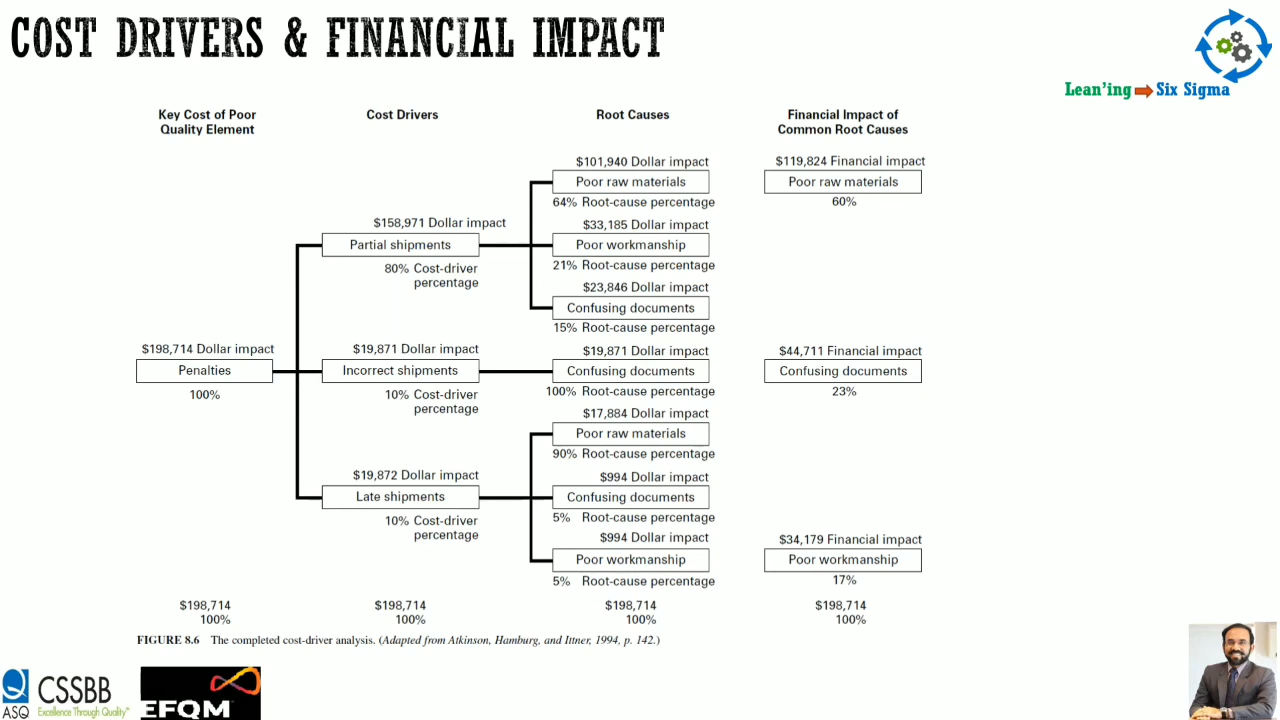 COST DRIVERS & FINANCIAL IMPACT
Lean'ing Six Sigma
Key Cost of Poor
Quality Element
Cost Drivers
Root Causes
Financial Impact of
Common Root Causes
$101,940 Dollar impact
Poor raw materials
64% Root-cause percentage
$119,824 Financial impact
Poor raw materials
60%
$158,971 Dollar impact
Partial shipments
80% Cost-driver
percentage
$33,185 Dollar impact
Poor workmanship
21% Root-cause percentage
$23,846 Dollar impact
Confusing documents
15% Root-cause percentage
$198,714 Dollar impact
Penalties
100%
$19,871 Dollar impact
Incorrect shipments
10% Cost-driver
percentage
$19,871 Dollar impact
Confusing documents
100% Root-cause percentage
$44,711 Financial impact
Confusing documents
23%
$17,884 Dollar impact
Poor raw materials
90% Root-cause percentage
$19,872 Dollar impact
Late shipments
10% Cost-driver
percentage
$994 Dollar impact
Confusing documents
5% Root-cause percentage
$994 Dollar impact
Poor workmanship
5% Root-cause percentage
$34,179 Financial impact
Poor workmanship
17%
$198,714
100%
$198,714
100%
$198,714
100%
$198,714
100%
FIGURE 8.6 The completed cost-driver analysis. (Adapted from Atkinson, Hamburg, and Ittner, 1994, p. 142.)
ASQ
CSSBB
Excellence Through Quality™
EFQM